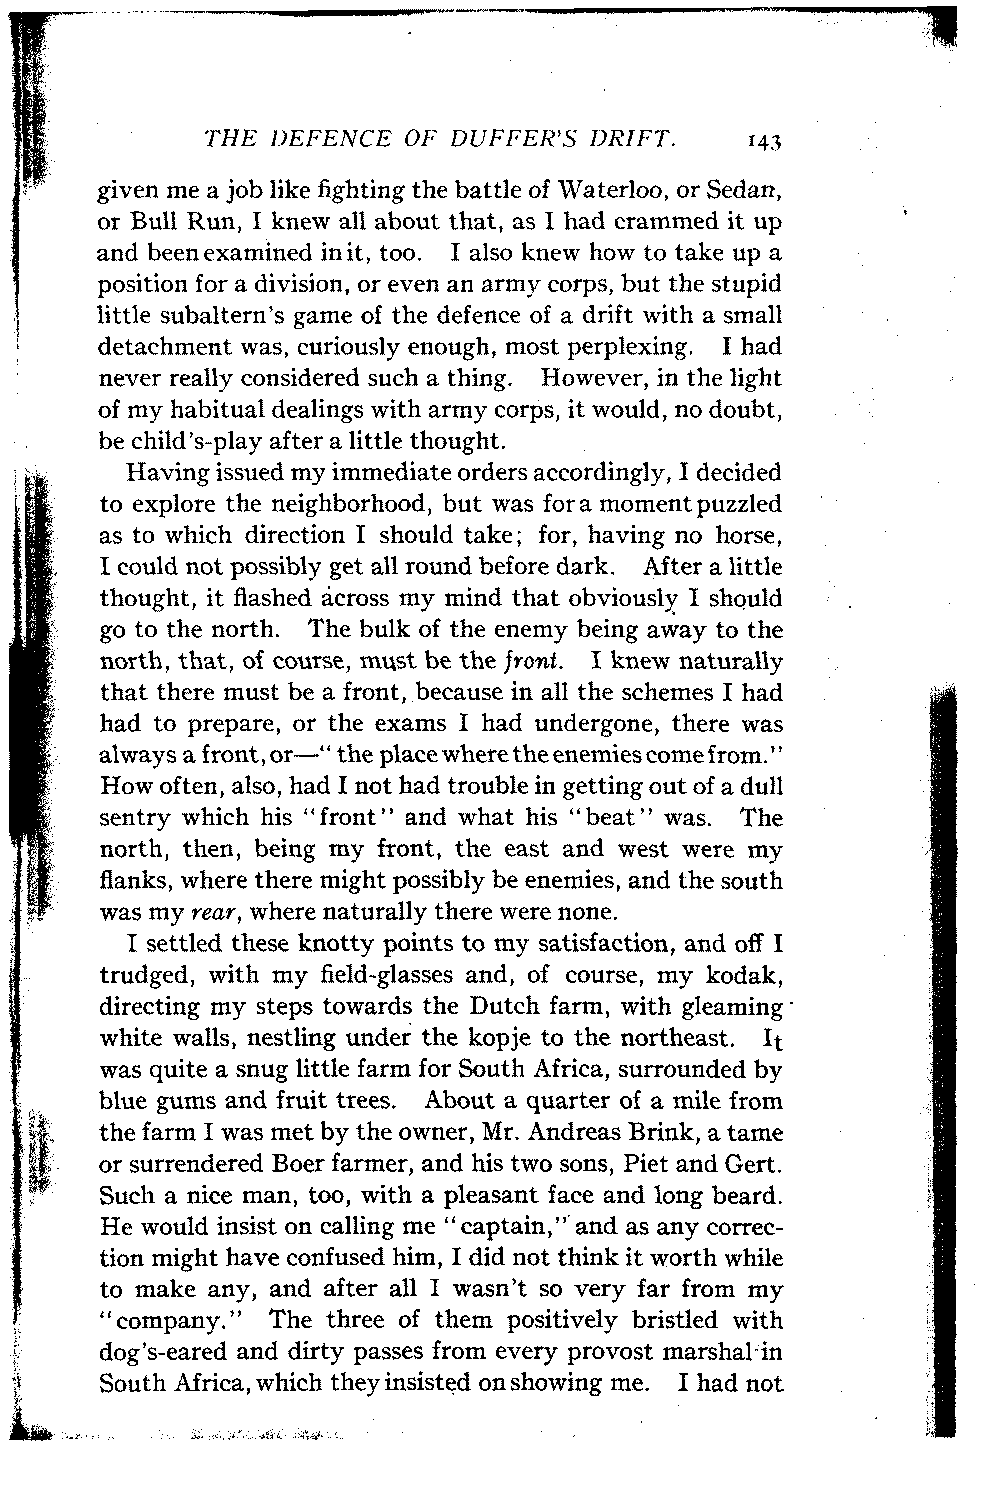 THE DEFENCE OF DUFFER'S DRIFT. 143
given me a job like fighting the battle of Waterloo, or Sedan,
or Bull Run, I knew all about that, as I had crammed it up
and been examined in it, too. I also knew how to take up a
position for a division, or even an army corps, but the stupid
little subaltern's game of the defence of a drift with a small
detachment was, curiously enough, most perplexing. I had
never really considered such a thing. However, in the light
of my habitual dealings with army corps, it would, no doubt,
be child's-play after a little thought.
Having issued my immediate orders accordingly, I decided
to explore the neighborhood, but was for a moment puzzled
as to which direction I should take; for, having no horse,
I could not possibly get all round before dark. After a little
thought, it flashed across my mind that obviously I should
go to the north. The bulk of the enemy being away to the
north, that, of course, must be the front. I knew naturally
that there must be a front, because in all the schemes I had
had to prepare, or the exams I had undergone, there was
always a front, or—"the place where the enemies come from."
How often, also, had I not had trouble in getting out of a dull
sentry which his "front" and what his "beat" was. The
north, then, being my front, the east and west were my
flanks, where there might possibly be enemies, and the south
was my rear, where naturally there were none.
I settled these knotty points to my satisfaction, and off I
trudged, with my field-glasses and, of course, my kodak,
directing my steps towards the Dutch farm, with gleaming
white walls, nestling under the kopje to the northeast. It
was quite a snug little farm for South Africa, surrounded by
blue gums and fruit trees. About a quarter of a mile from
the farm I was met by the owner, Mr. Andreas Brink, a tame
or surrendered Boer farmer, and his two sons, Piet and Gert.
Such a nice man, too, with a pleasant face and long beard.
He would insist on calling me "captain," and as any correc-
tion might have confused him, I did not think it worth while
to make any, and after all I wasn't so very far from my
"company." The three of them positively bristled with
dog's-eared and dirty passes from every provost marshal in
South Africa, which they insisted on showing me. I had not